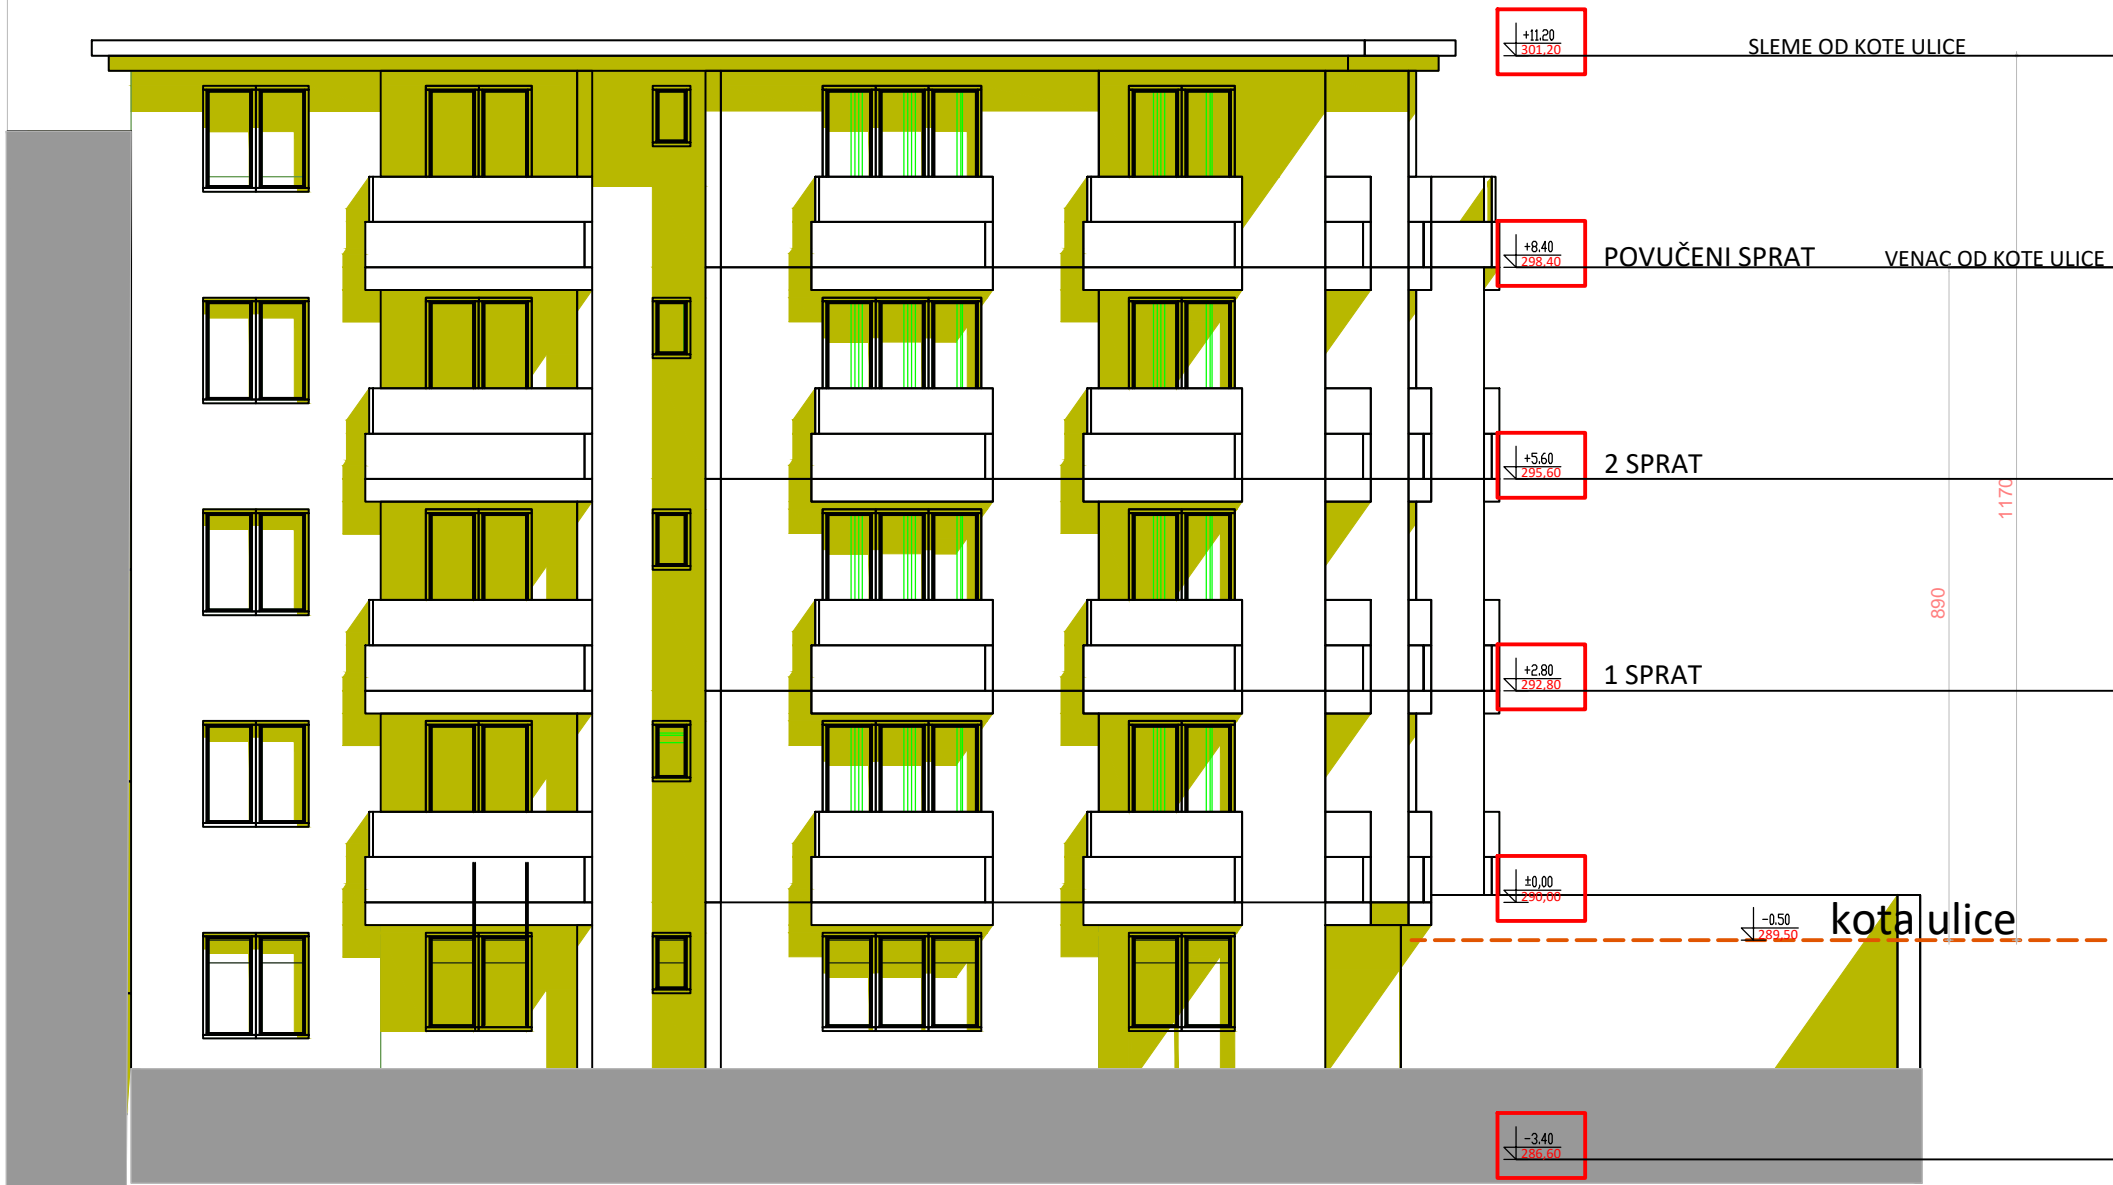 +11.20
301,20
SLEME OD KOTE ULICE
+8.40
298,40
POVUČENI SPRAT
VENAC OD KOTE ULICE
+5.60
295,60
2 SPRAT
1170
890
+2.80
292,80
1 SPRAT
±0,00
290,00
-0.50
289,50
kota ulice
-3.40
286,60